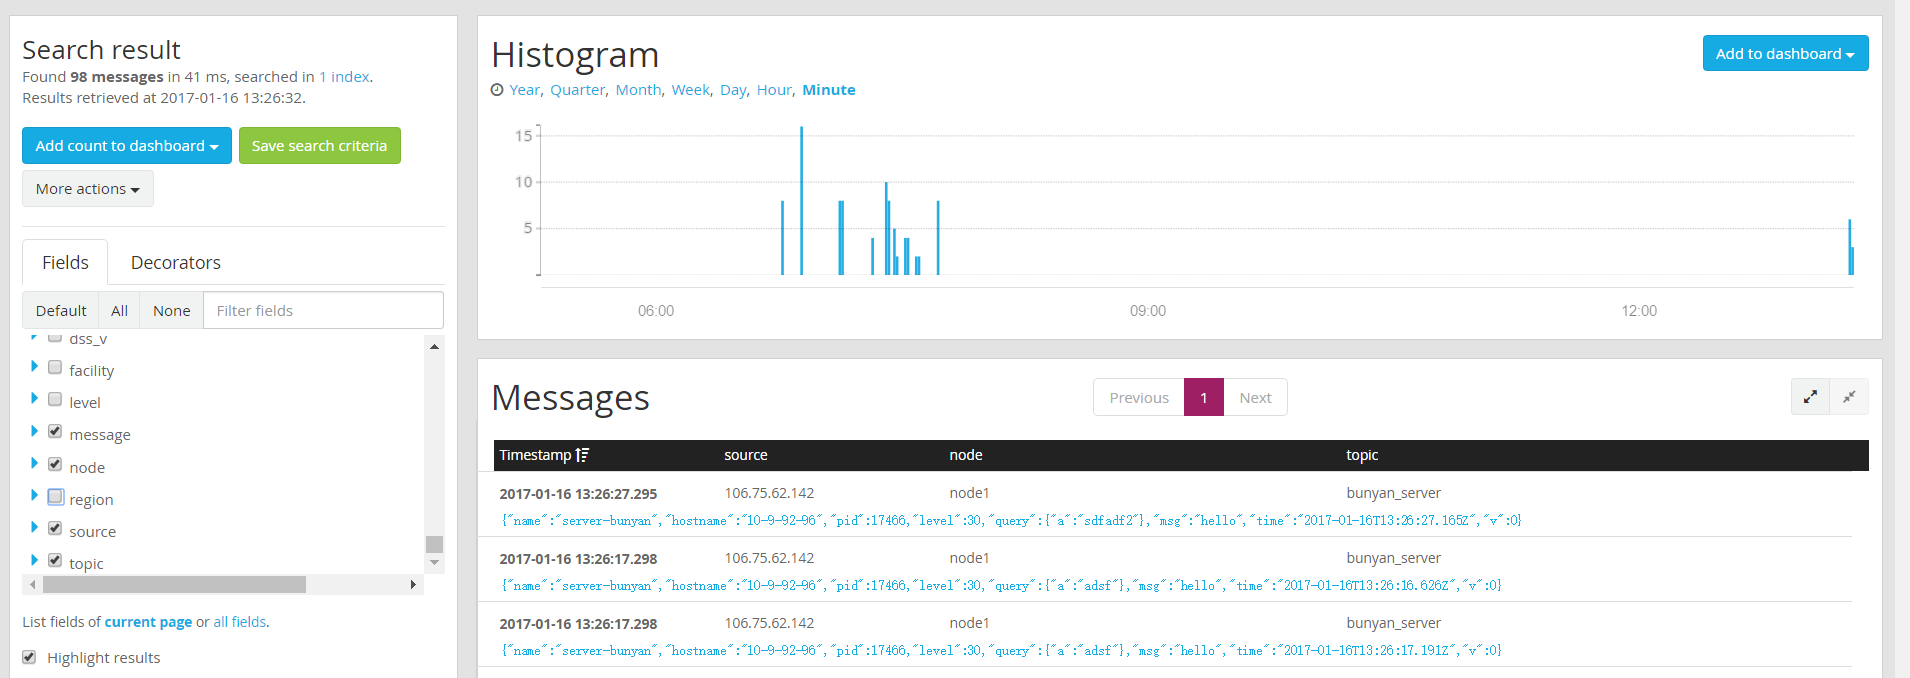 Search result
Found 98 messages in 41 ms, searched in 1 index.
Results retrieved at 2017-01-16 13:26:32.
Add count to dashboard
Save search criteria
More actions
Fields
Decorators
Default
All
None
Filter fields
dss_v
facility
level
message
node
region
source
topic
List fields of current page or all fields.
Highlight results
Histogram
Add to dashboard
Year, Quarter, Month, Week, Day, Hour, Minute
15
10
5
06:00
09:00
12:00
Messages
Previous
1
Next
Timestamp source node topic
2017-01-16 13:26:27.295 106.75.62.142 node1 bunyan_server
{"name":"server-bunyan","hostname":"10-9-92-96","pid":17466,"level":30,"query":{"a":"sdfadf2"},"msg":"hello","time":"2017-01-16T13:26:27.165Z","v":0}
2017-01-16 13:26:17.298 106.75.62.142 node1 bunyan_server
{"name":"server-bunyan","hostname":"10-9-92-96","pid":17466,"level":30,"query":{"a":"adsf"},"msg":"hello","time":"2017-01-16T13:26:16.626Z","v":0}
2017-01-16 13:26:17.298 106.75.62.142 node1 bunyan_server
{"name":"server-bunyan","hostname":"10-9-92-96","pid":17466,"level":30,"query":{"a":"adsf"},"msg":"hello","time":"2017-01-16T13:26:17.191Z","v":0}